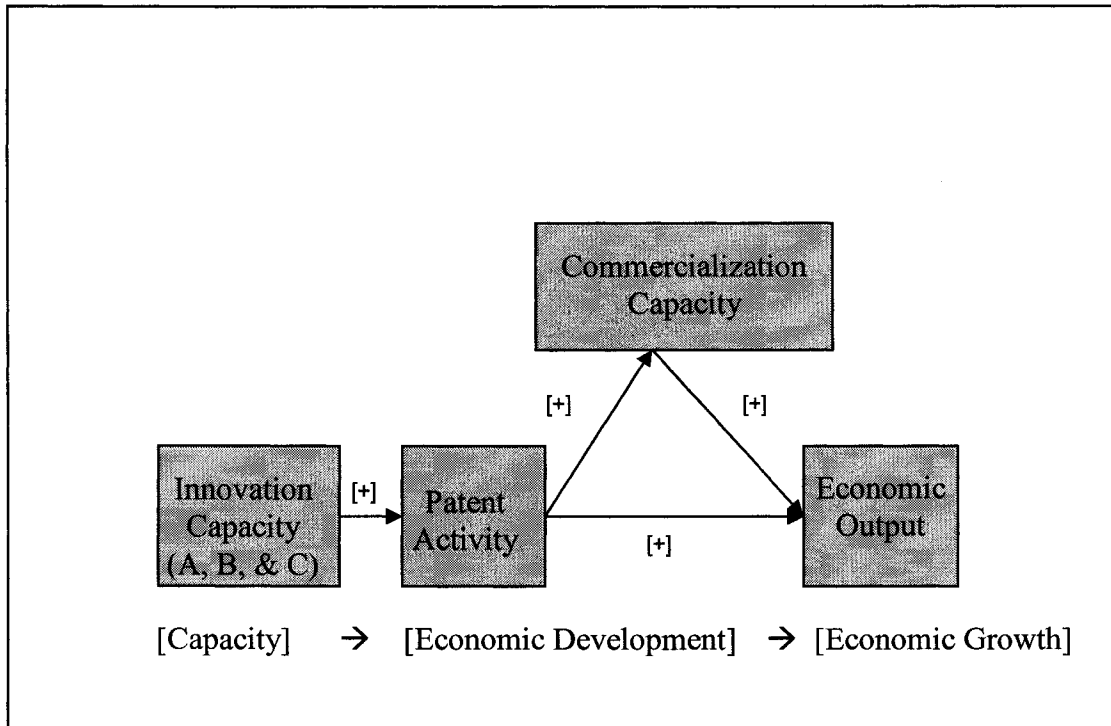 Commercialization
Capacity
[+]
[+]
Innovation
Capacity
(A, B, & C)
[+]
Patent
Activity
[+]
Economic
Output
[Capacity] → [Economic Development] → [Economic Growth]